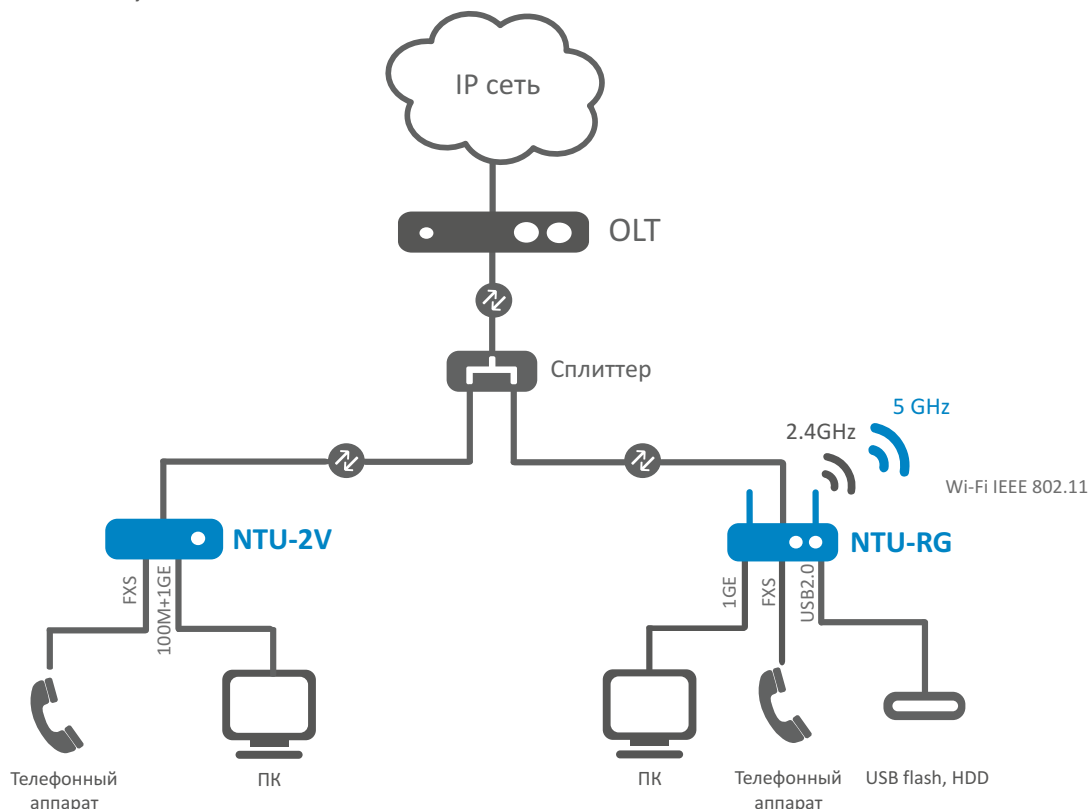 IP сеть
OLT
Сплиттер
5 GHz
2.4GHz
Wi-Fi IEEE 802.11
NTU-2V
NTU-RG
FXS
100M+1GE
1GE
FXS
USB2.0
Телефонный
аппарат
ПК
ПК
Телефонный
аппарат
USB flash, HDD